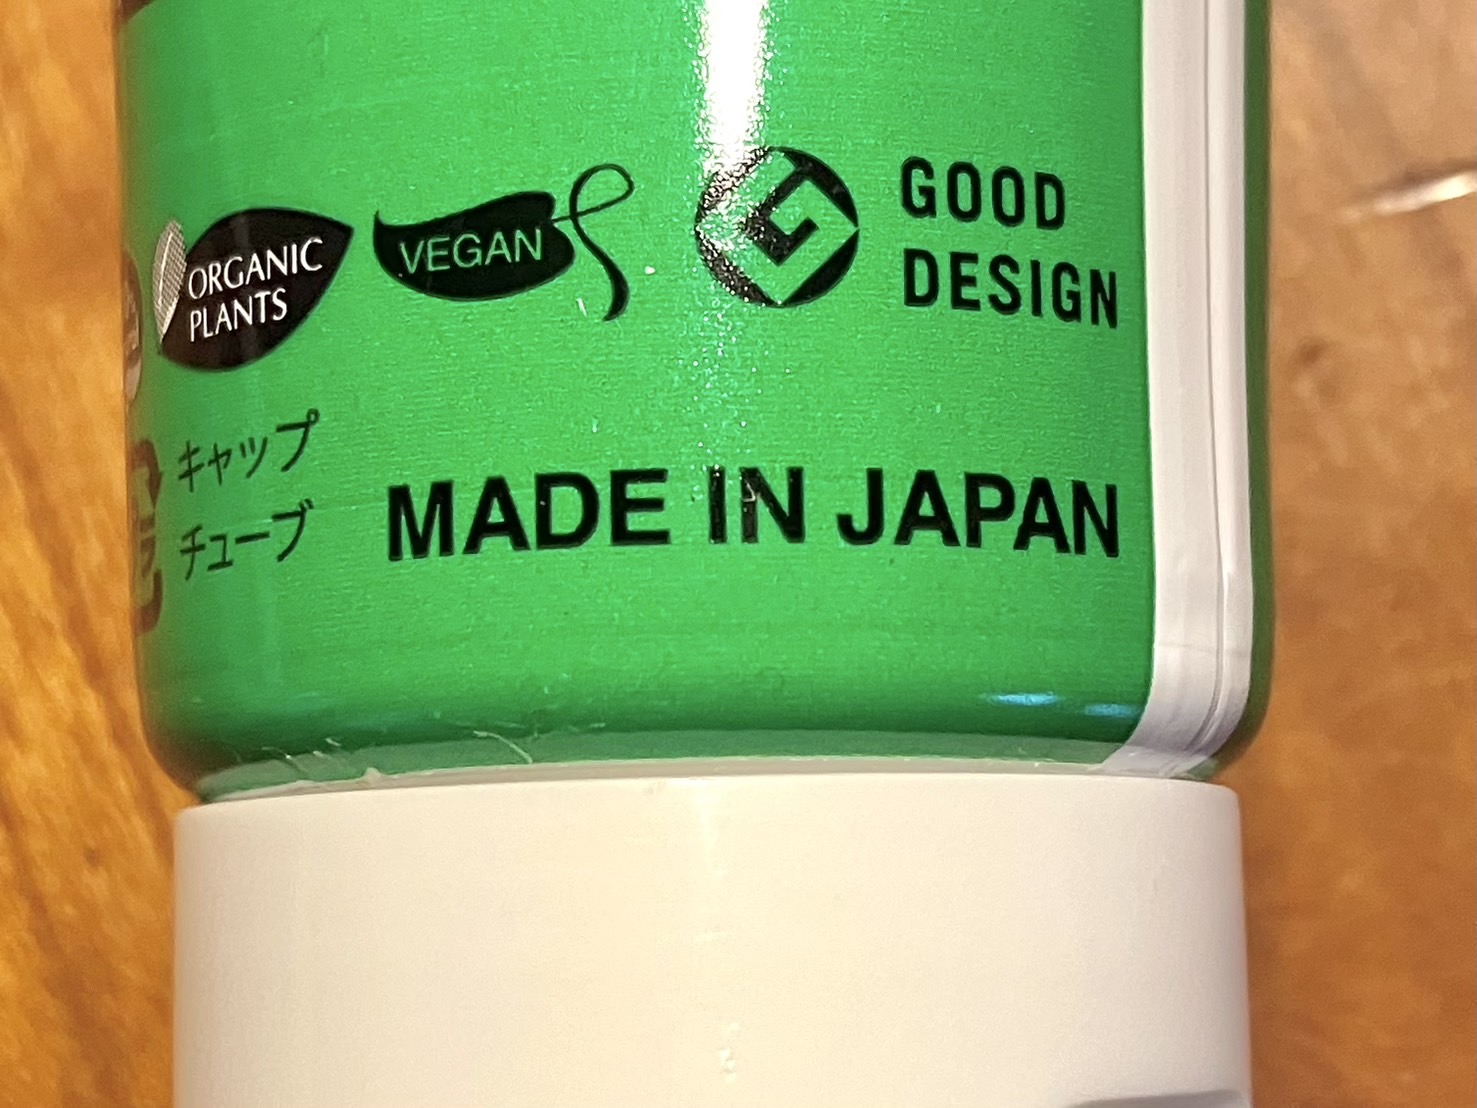 ORGANIC
PLANTS
VEGAN
GOOD
DESIGN
キャップ
チューブ
MADE IN JAPAN